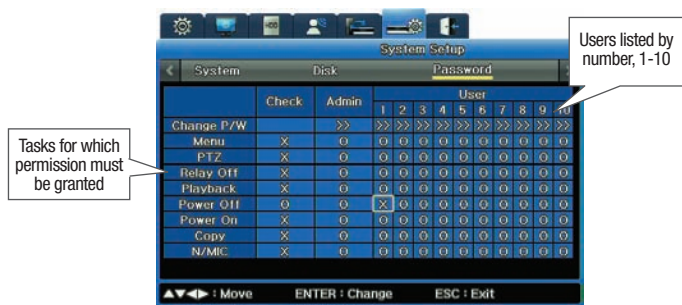 HDD
System Setup
Users listed by
number, 1-10
System Disk Password
Check Admin User
1 2 3 4 5 6 7 8 9 10
Change P/W >> >> >> >> >> >> >> >> >> >> >>
Menu X O O O O O O O O O O O
PTZ X O O O O O O O O O O O
Tasks for which
permission must
be granted
Relay Off X O O O O O O O O O O O
Playback X O O O O O O O O O O O
Power Off O O X O O O O O O O O O
Power On X O O O O O O O O O O O
Copy X O O O O O O O O O O O
N/MIC X O O O O O O O O O O O
▲▼◀▶ : Move ENTER : Change ESC : Exit